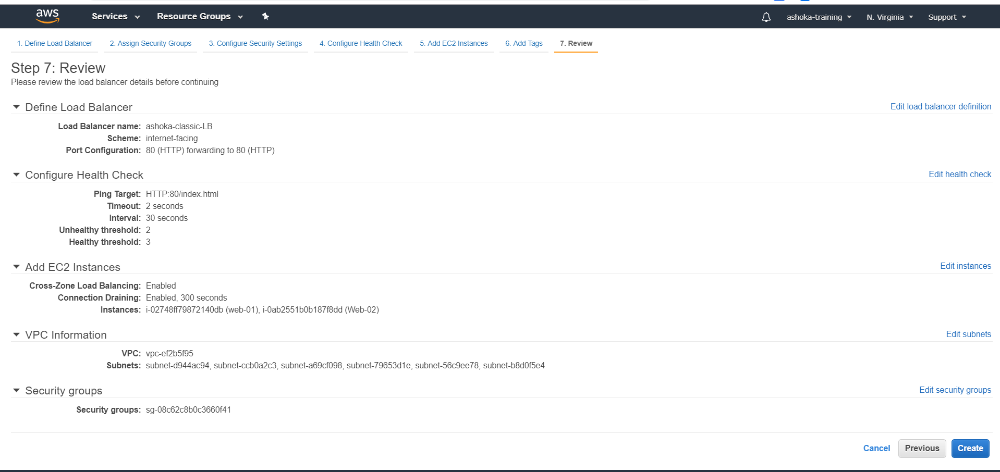 aws Services Resource Groups ashoka-training N. Virginia Support
1. Define Load Balancer 2. Assign Security Groups 3. Configure Security Settings 4. Configure Health Check 5. Add EC2 Instances 6. Add Tags 7. Review
Step 7: Review
Please review the load balancer details before continuing
Define Load Balancer Edit load balancer definition
Load Balancer name: ashoka-classic-LB
Scheme: internet-facing
Port Configuration: 80 (HTTP) forwarding to 80 (HTTP)
Configure Health Check Edit health check
Ping Target: HTTP:80/index.html
Timeout: 2 seconds
Interval: 30 seconds
Unhealthy threshold: 2
Healthy threshold: 3
Add EC2 Instances Edit instances
Cross-Zone Load Balancing: Enabled
Connection Draining: Enabled, 300 seconds
Instances: i-02748ff79872140db (web-01), i-0ab2551b0b187f8dd (Web-02)
VPC Information Edit subnets
VPC: vpc-ef2b5f95
Subnets: subnet-d944ac94, subnet-ccb0a2c3, subnet-a69cf098, subnet-79653d1e, subnet-56c9ee78, subnet-b8d0f5e4
Security groups Edit security groups
Security groups: sg-08c62c8b0c3660f41
Cancel Previous Create